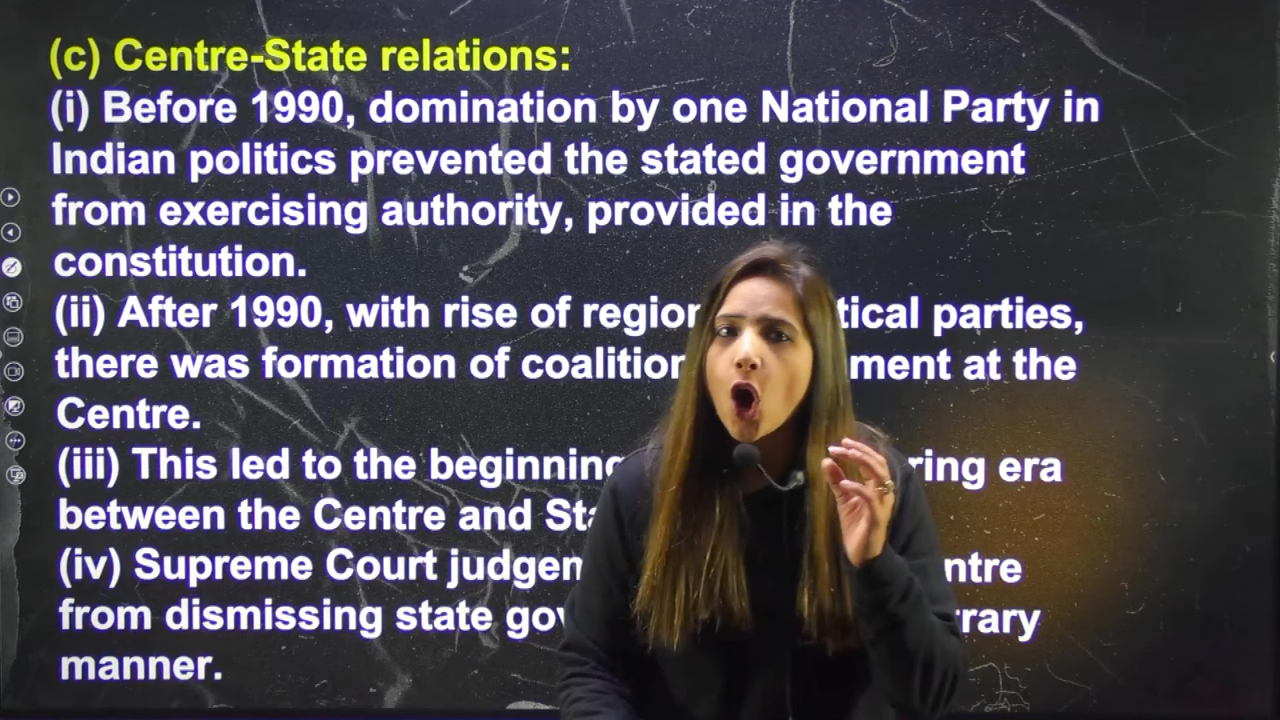 (c) Centre-State relations:
(i) Before 1990, domination by one National Party in
Indian politics prevented the stated government
from exercising authority, provided in the
constitution.
(ii) After 1990, with rise of region tical parties,
there was formation of coalition ment at the
Centre.
(iii) This led to the beginning ring era
between the Centre and Sta
(iv) Supreme Court judgem ntre
from dismissing state gov rary
manner.